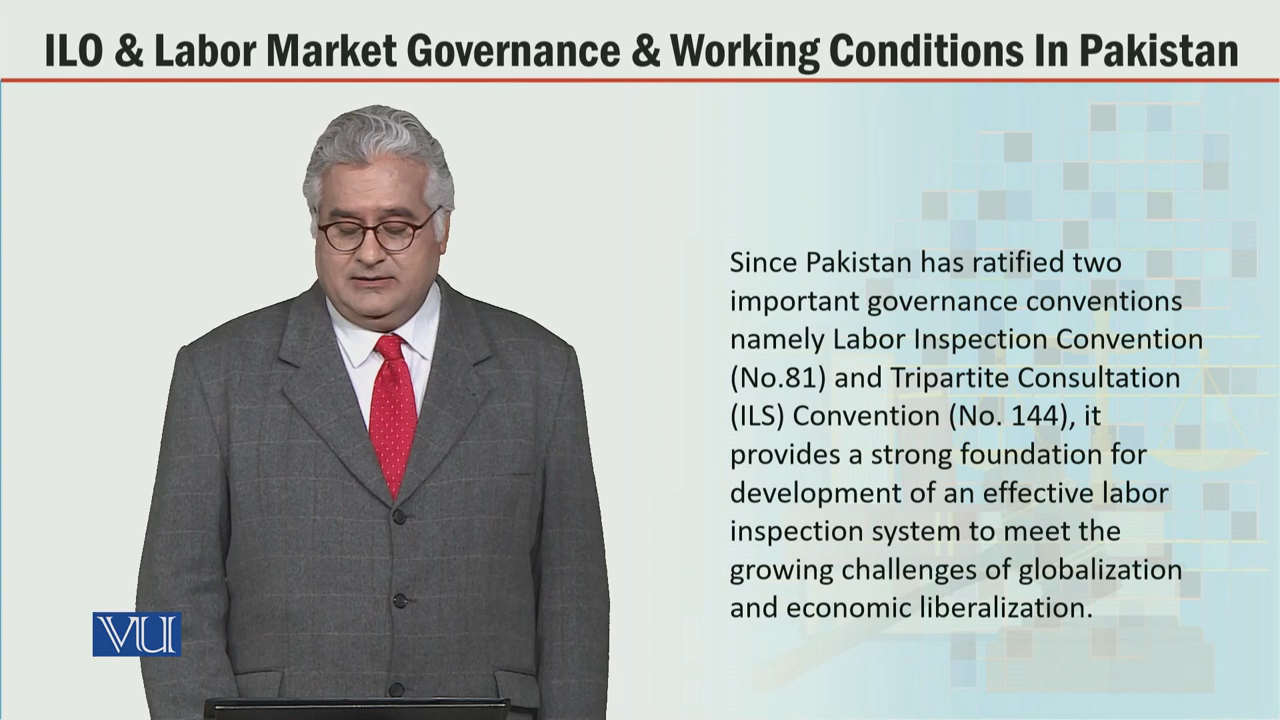 ILO & Labor Market Governance & Working Conditions In Pakistan
Since Pakistan has ratified two
important governance conventions
namely Labor Inspection Convention
(No.81) and Tripartite Consultation
(ILS) Convention (No. 144), it
provides a strong foundation for
development of an effective labor
inspection system to meet the
growing challenges of globalization
and economic liberalization.
VU